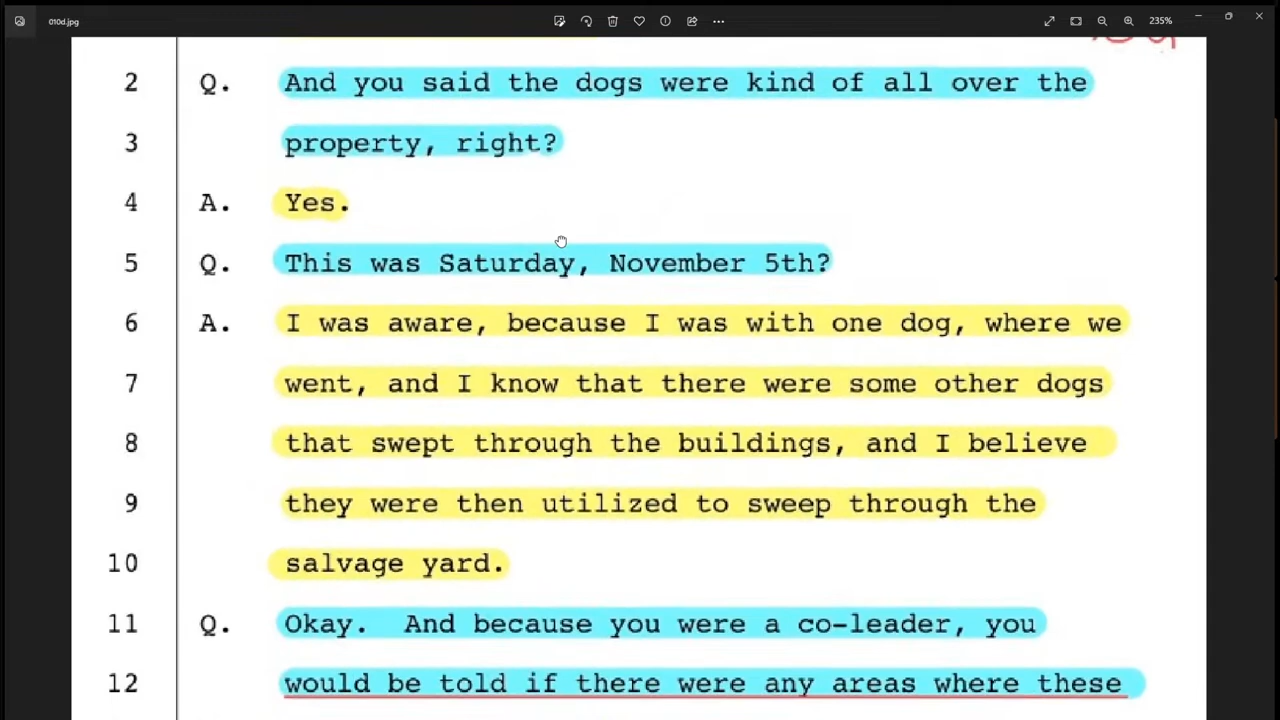 010d.jpg
235%
2 Q. And you said the dogs were kind of all over the
3 property, right?
4 A. Yes.
5 Q. This was Saturday, November 5th?
6 A. I was aware, because I was with one dog, where we
7 went, and I know that there were some other dogs
8 that swept through the buildings, and I believe
9 they were then utilized to sweep through the
10 salvage yard.
11 Q. Okay. And because you were a co-leader, you
12 would be told if there were any areas where these